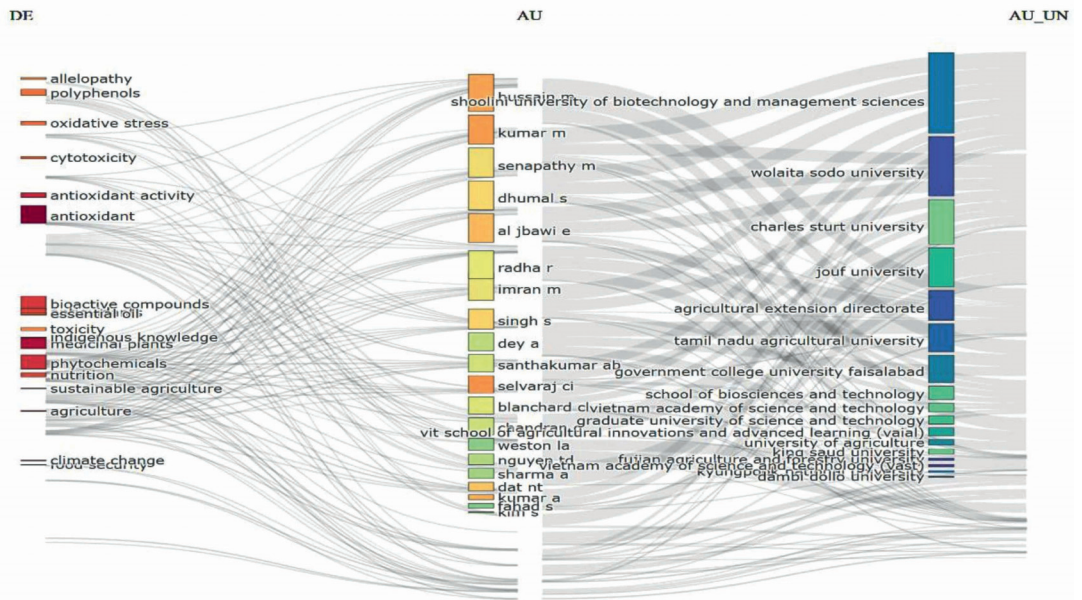 DE
AU
AU_UN
allelopathy
polyphenols
oxidative stress
cytotoxicity
antioxidant activity
antioxidant
bioactive compounds
essential oil
toxicity
indigenous knowledge
medicinal plants
phytochemicals
nutrition
sustainable agriculture
agriculture
climate change
food security
hussain m
kumar m
senapathy m
dhumal s
al jbawi e
radha r
imran m
singh s
dey a
santhakumar ab
selvaraj ci
blanchard cl
chandran
weston la
nguyen td
sharma a
dat nt
kumar a
fahad s
kim s
shoolini university of biotechnology and management sciences
wolaita sodo university
charles sturt university
jouf university
agricultural extension directorate
tamil nadu agricultural university
government college university faisalabad
school of biosciences and technology
vietnam academy of science and technology
graduate university of science and technology
vit school of agricultural innovations and advanced learning (vaial)
university of agriculture
king saud university
fujian agriculture and forestry university
vietnam academy of science and technology (vast)
kyungpook national university
dambi dollo university